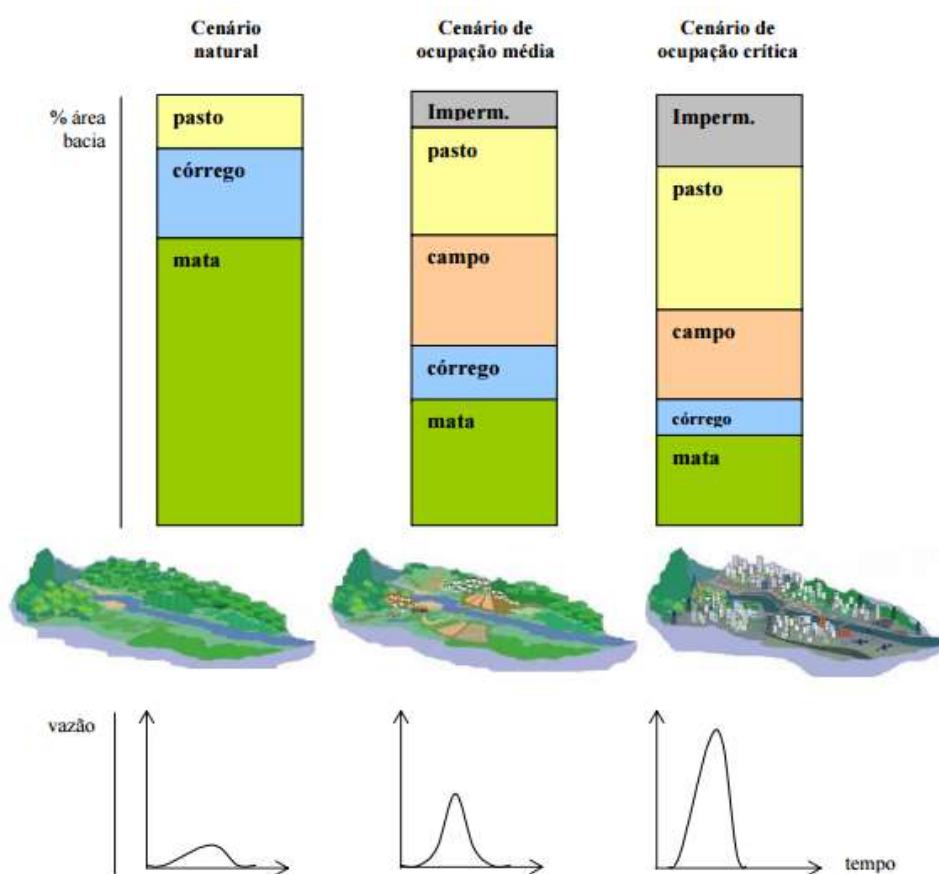 Cenário
natural
Cenário de
ocupação média
Cenário de
ocupação crítica
% área
bacia
pasto
córrego
mata
Imperm.
pasto
campo
córrego
mata
Imperm.
pasto
campo
córrego
mata
vazão
tempo